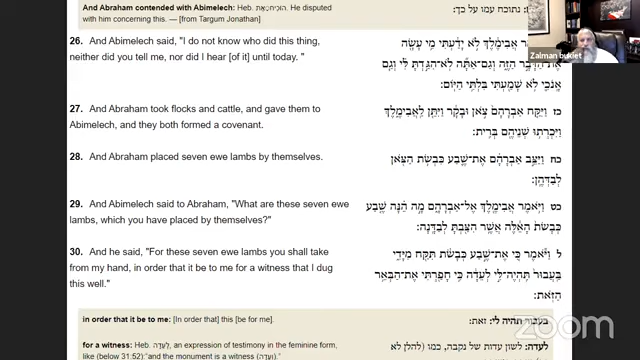 And Abraham contended with Abimelech: Heb. הוֹכִיחַ אֶת. He disputed
with him concerning this. — [from Targum Jonathan]
נתוכח עמו על כך:
Zalman bukiet
26. And Abimelech said, "I do not know who did this thing,
neither did you tell me, nor did I hear [of it] until today. "
אֲבִימֶלֶךְ לֹא יָדַעְתִּי מִי עָשָׂה
אֶת הַדָּבָר הַזֶּה וְגַם־אַתָּה לֹא־הִגַּדְתָּ לִּי וְגַם
אָנֹכִי לֹא שָׁמַעְתִּי בִּלְתִּי הַיּוֹם:
27. And Abraham took flocks and cattle, and gave them to
Abimelech, and they both formed a covenant.
כז וַיִּקַּח אַבְרָהָם צֹאן וּבָקָר וַיִּתֵּן לַאֲבִימֶלֶךְ
וַיִּכְרְתוּ שְׁנֵיהֶם בְּרִית:
28. And Abraham placed seven ewe lambs by themselves.
כח וַיַּצֵּב אַבְרָהָם אֶת־שֶׁבַע כִּבְשֹׂת הַצֹּאן
לְבַדְּהֶן:
29. And Abimelech said to Abraham, "What are these seven ewe
lambs, which you have placed by themselves?"
כט וַיֹּאמֶר אֲבִימֶלֶךְ אֶל־אַבְרָהָם מָה הֵנָּה שֶׁבַע
כְּבָשֹׂת הָאֵלֶּה אֲשֶׁר הִצַּבְתָּ לְבַדָּנָה:
30. And he said, "For these seven ewe lambs you shall take
from my hand, in order that it be to me for a witness that I dug
this well."
ל וַיֹּאמֶר כִּי אֶת־שֶׁבַע כְּבָשֹׂת תִּקַּח מִיָּדִי
בַּעֲבוּר תִּהְיֶה־לִּי לְעֵדָה כִּי חָפַרְתִּי אֶת־הַבְּאֵר
הַזֹּאת:
in order that it be to me: [In order that] this [be for me].
בעבור תהיה לי: זאת:
for a witness: Heb. לְעֵדָה, an expression of testimony in the feminine form,
like (below 31:52):"and the monument is a witness (וְעֵדָה)."
לעדה: לשון עדות של נקבה, כמו (להלן לא
zoom